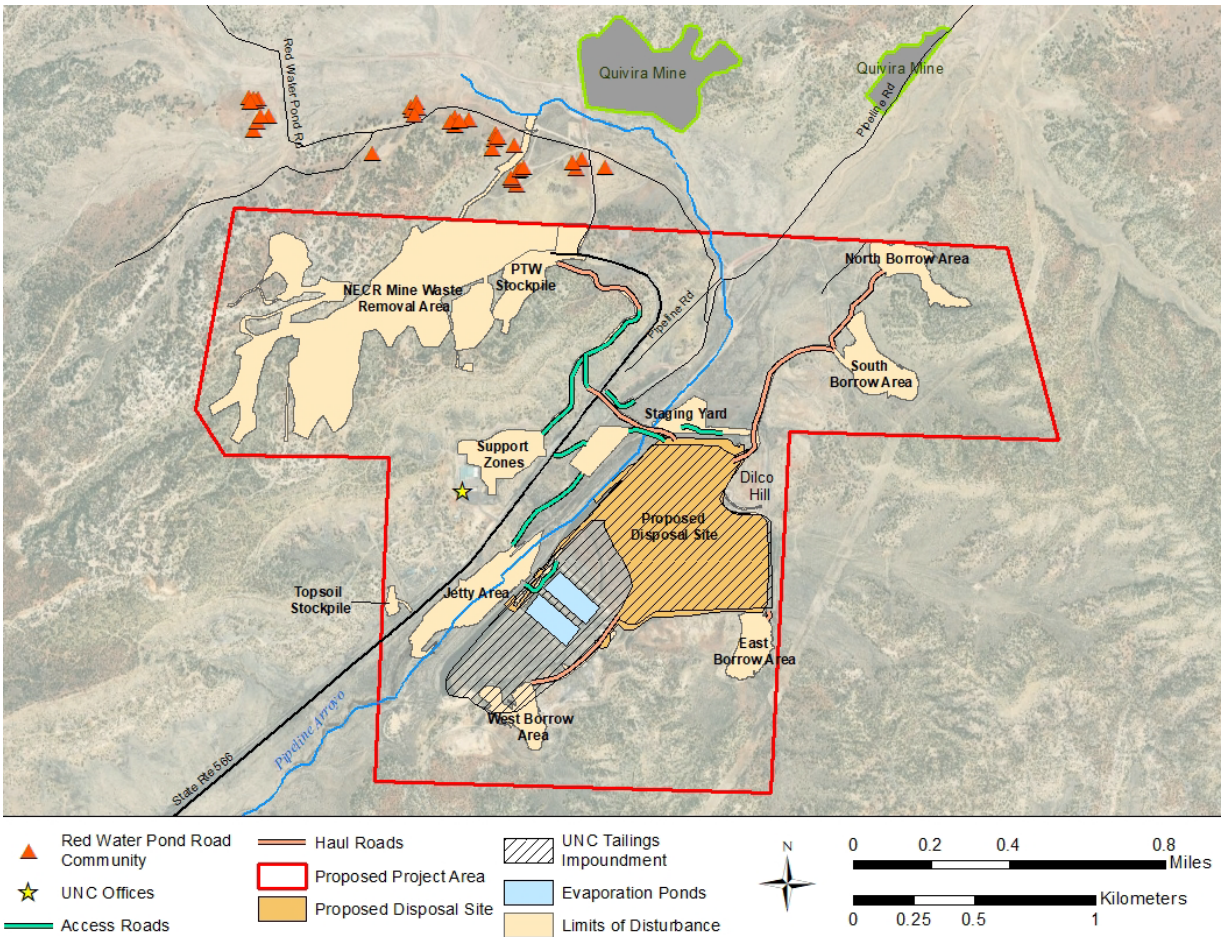 Quivira Mine
Quivira Mine
Red Water Pond Rd
Pipeline Rd
North Borrow Area
PTW
Stockpile
NECR Mine Waste
Removal Area
Pipeline Rd
South
Borrow Area
Staging Yard
Support
Zones
Dilco
Hill
Proposed
Disposal Site
Topsoil
Stockpile
Jetty Area
East
Borrow Area
West Borrow
Area
Pipeline Arroyo
State Rte 566
Red Water Pond Road
Community
UNC Offices
Access Roads
Haul Roads
Proposed Project Area
Proposed Disposal Site
UNC Tailings
Impoundment
Evaporation Ponds
Limits of Disturbance
N
0 0.2 0.4 0.8
Miles
Kilometers
0 0.25 0.5 1